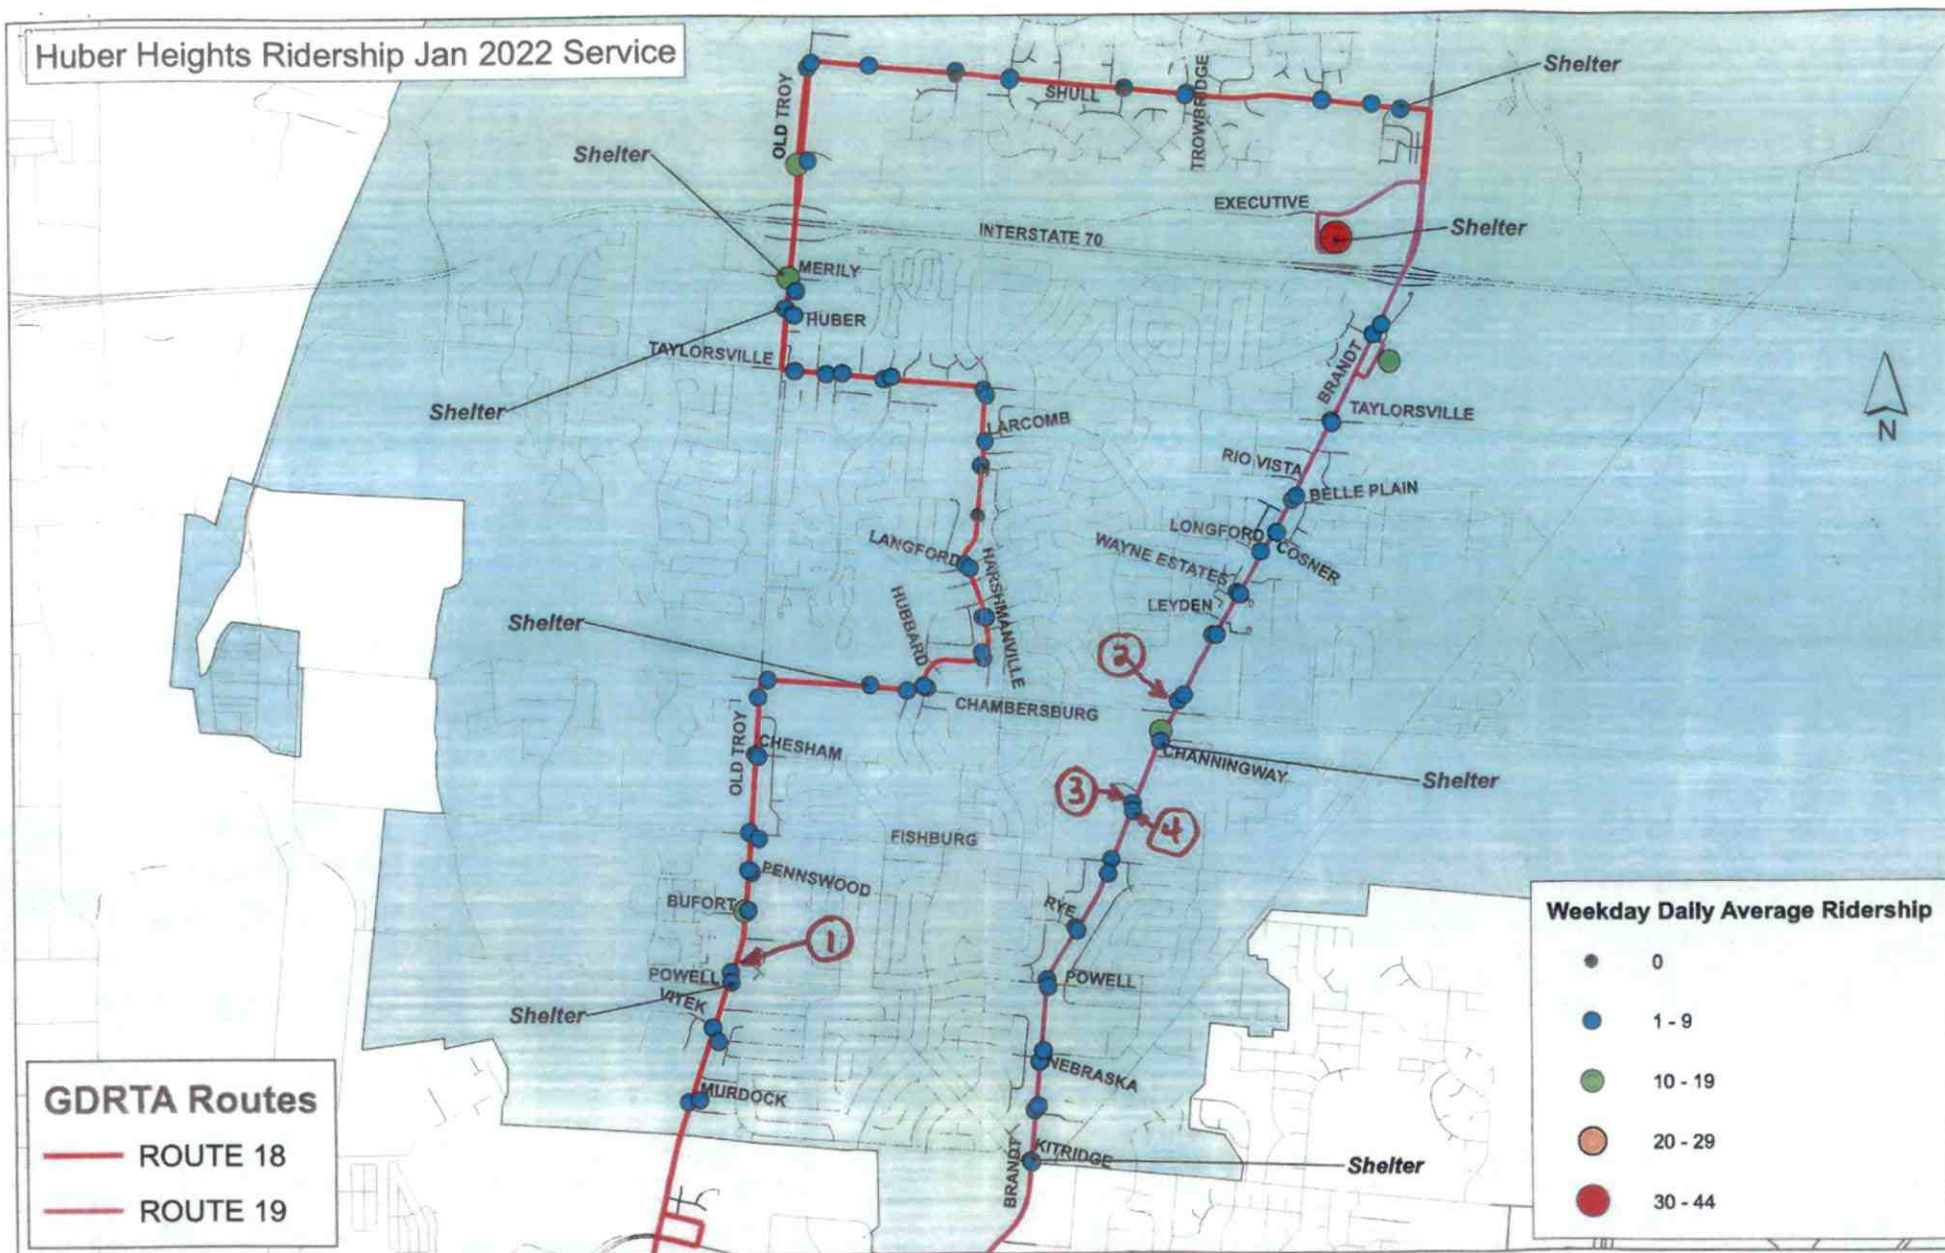 Huber Heights Ridership Jan 2022 Service
Shelter
OLD TROY
SHULL
TROWBRIDGE
Shelter
EXECUTIVE
Shelter
INTERSTATE 70
MERILY
HUBER
TAYLORSVILLE
BRANDT
Shelter
TAYLORSVILLE
LARCOMB
N
RIO VISTA
BELLE PLAIN
LONGFORD
COSNER
LANGFORD
HARSHMANVILLE
WAYNE ESTATES
HUBBARD
LEYDEN
Shelter
2
CHAMBERSBURG
OLD TROY
CHESHAM
CHANNINGWAY
Shelter
3
4
FISHBURG
PENNSWOOD
BUFORT
RYE
1
POWELL
POWELL
VITEK
Shelter
NEBRASKA
MURDOCK
BRANDT
KITRIDGE
Shelter
GDRTA Routes
ROUTE 18
ROUTE 19
Weekday Daily Average Ridership
0
1 - 9
10 - 19
20 - 29
30 - 44